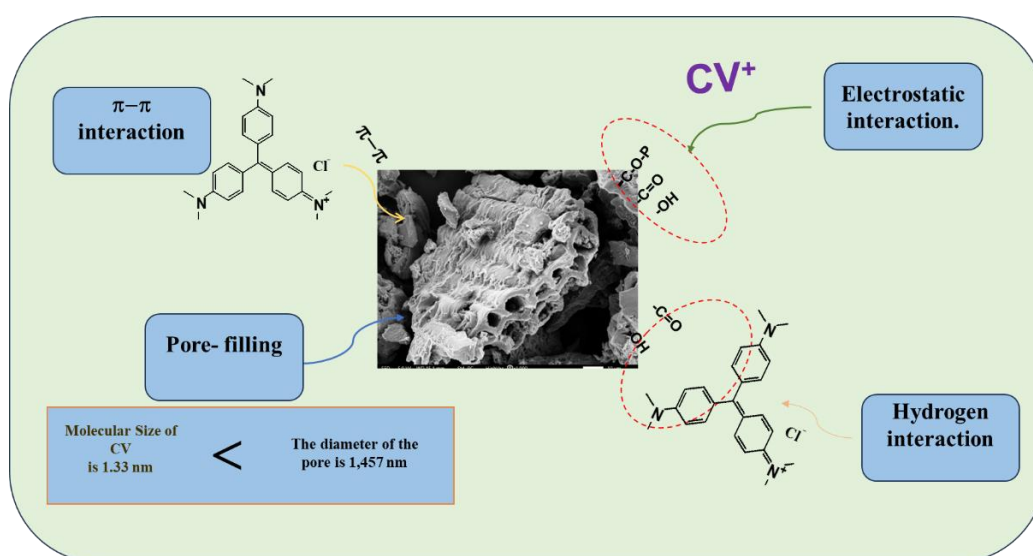 π–π
interaction
N
N
N+
Cl-
π–π
CV+
Electrostatic
interaction.
-C-O-P
-C=O
-OH
Pore- filling
-C=O
-OH
N
N
N+
Cl-
Hydrogen
interaction
Molecular Size of
CV
is 1.33 nm
<
The diameter of the
pore is 1,457 nm